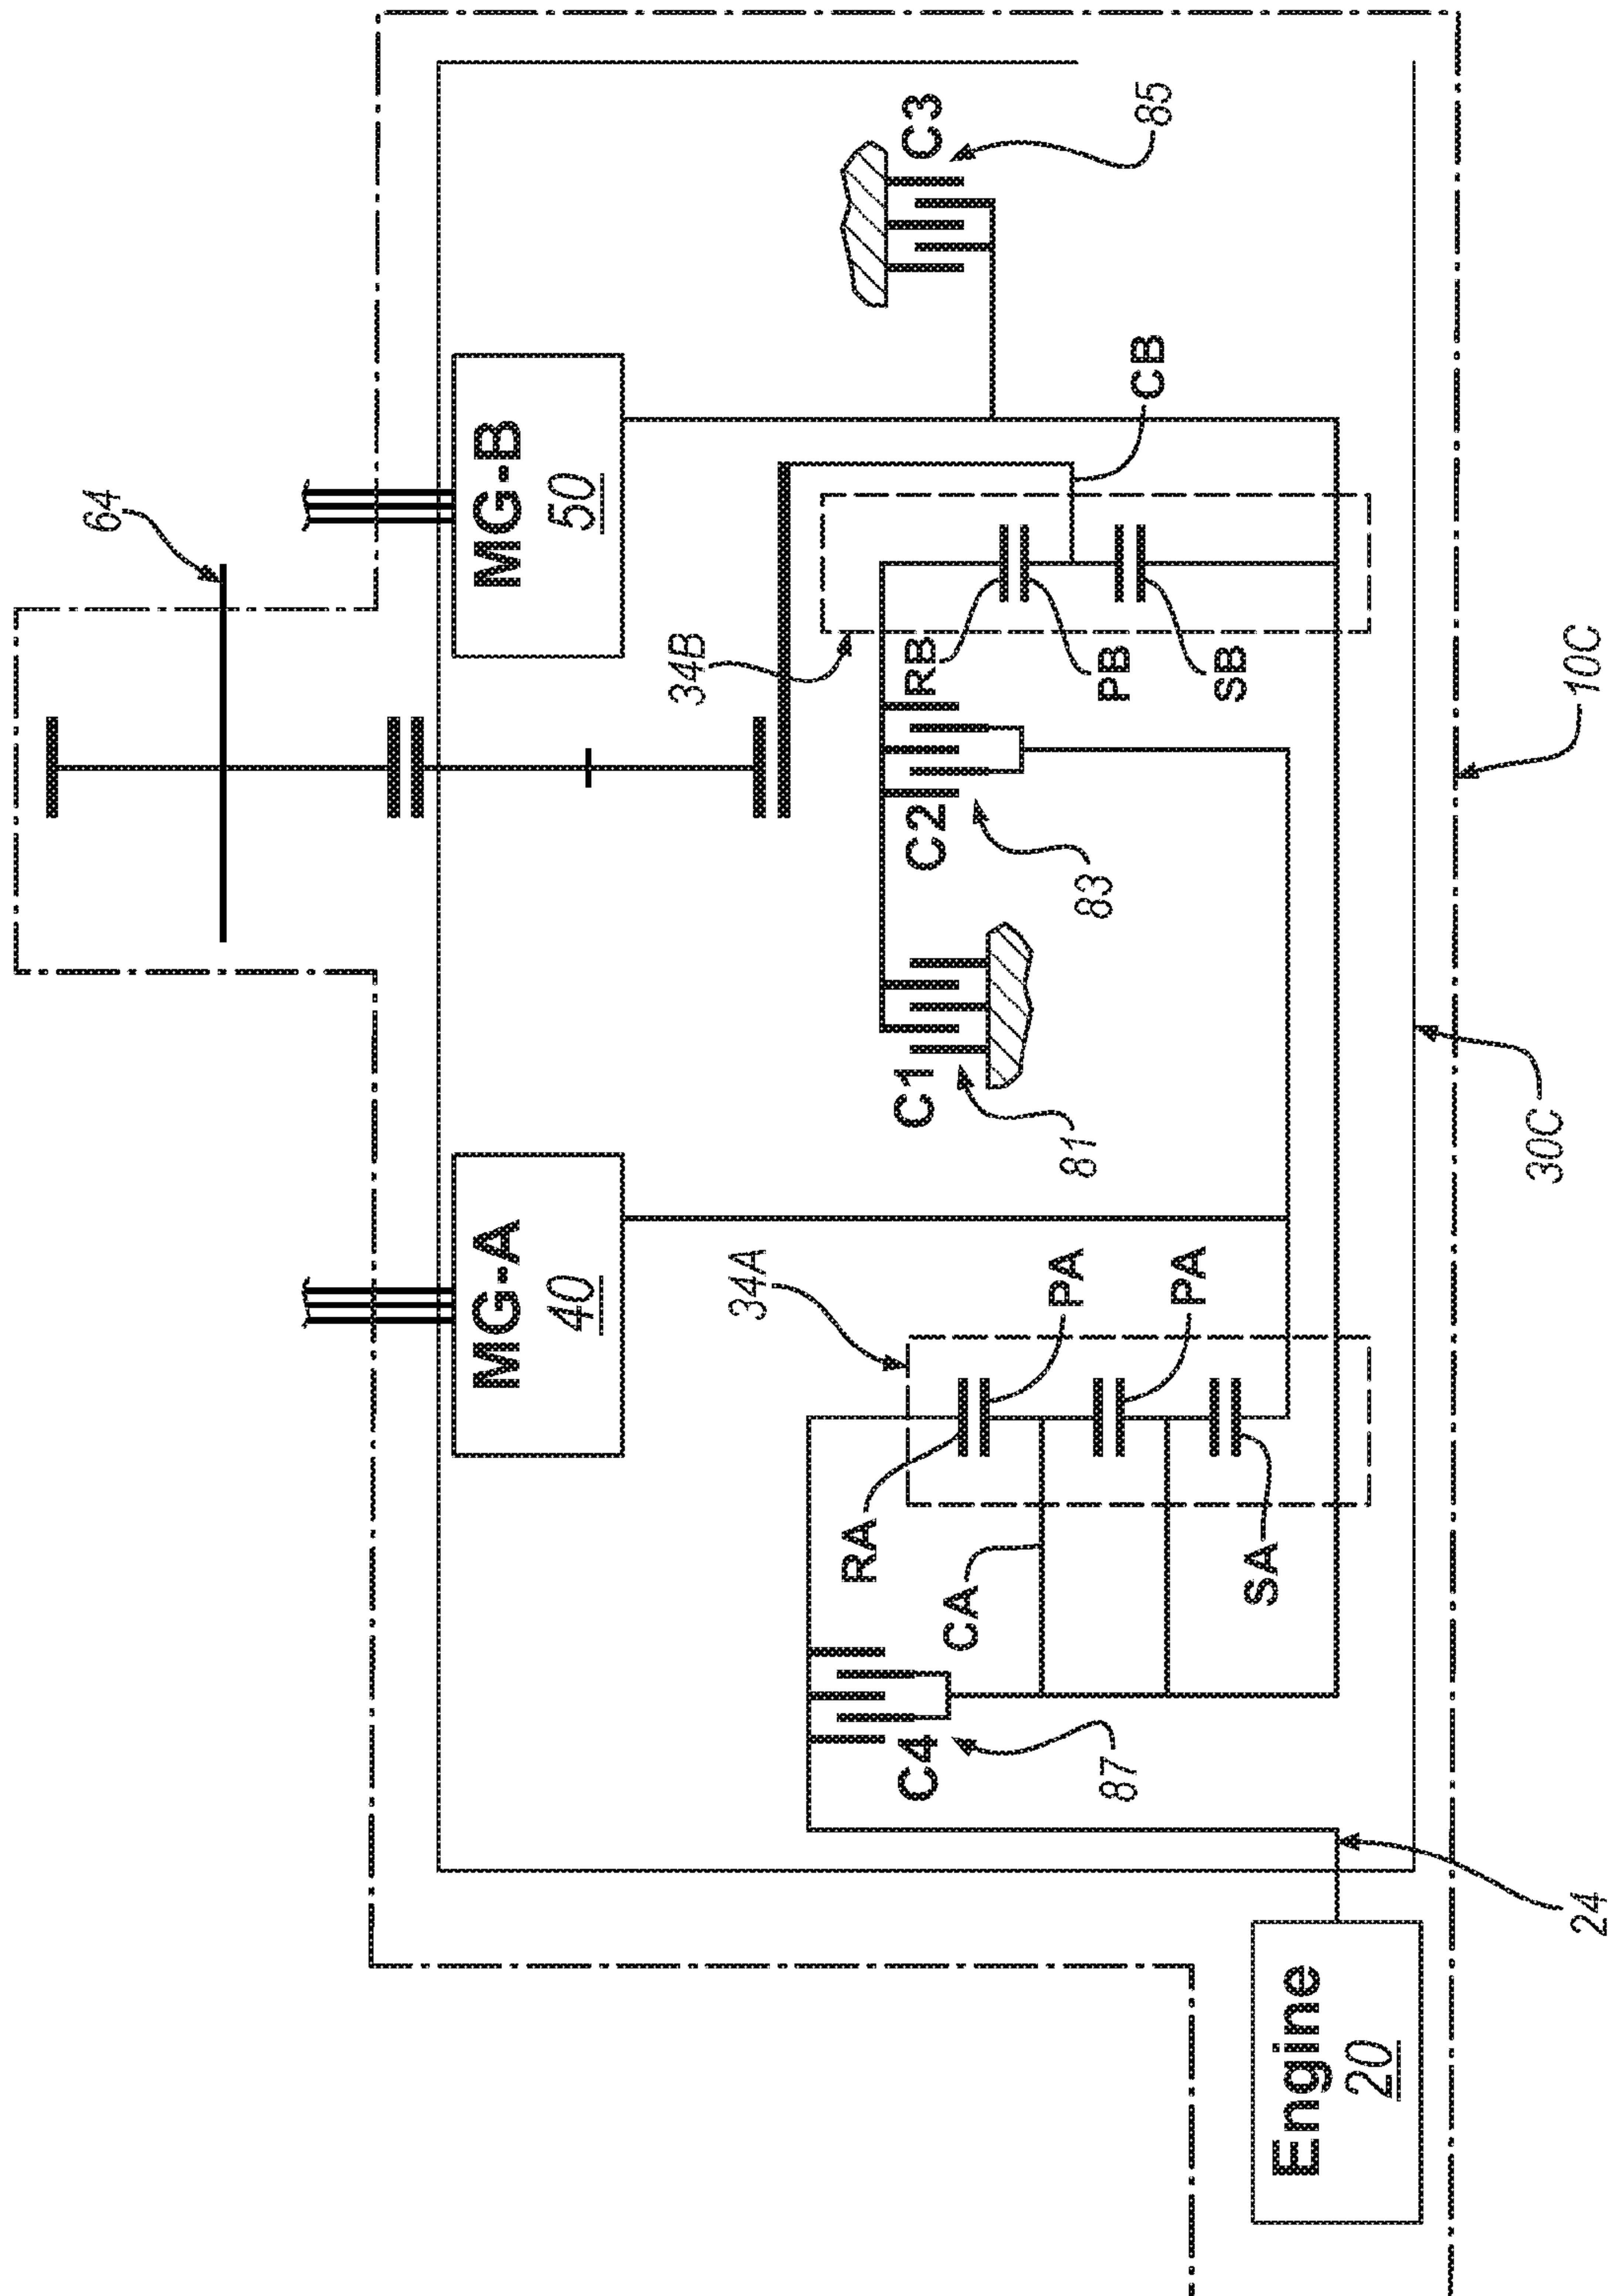 64
MG-A
40
MG-B
50
C3
85
34B
RB
PB
SB
CB
C2
83
C1
81
34A
PA
PA
RA
CA
SA
C4
87
Engine
20
24
30C
10C